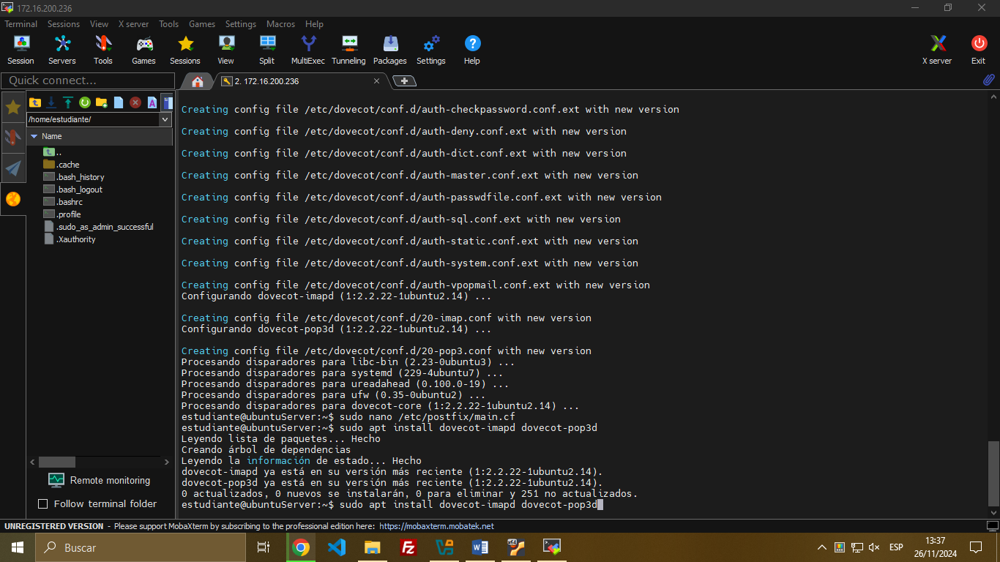 172.16.200.236
Terminal Sessions View X server Tools Games Settings Macros Help
Session Servers Tools Games Sessions View Split MultiExec Tunneling Packages Settings Help X server Exit
Quick connect...
2. 172.16.200.236
/home/estudiante/
Name
..
.cache
.bash_history
.bash_logout
.bashrc
.profile
.sudo_as_admin_successful
.Xauthority
Remote monitoring
Follow terminal folder
Creating config file /etc/dovecot/conf.d/auth-checkpassword.conf.ext with new version
Creating config file /etc/dovecot/conf.d/auth-deny.conf.ext with new version
Creating config file /etc/dovecot/conf.d/auth-dict.conf.ext with new version
Creating config file /etc/dovecot/conf.d/auth-master.conf.ext with new version
Creating config file /etc/dovecot/conf.d/auth-passwdfile.conf.ext with new version
Creating config file /etc/dovecot/conf.d/auth-sql.conf.ext with new version
Creating config file /etc/dovecot/conf.d/auth-static.conf.ext with new version
Creating config file /etc/dovecot/conf.d/auth-system.conf.ext with new version
Creating config file /etc/dovecot/conf.d/auth-vpopmail.conf.ext with new version
Configurando dovecot-imapd (1:2.2.22-1ubuntu2.14) ...
Creating config file /etc/dovecot/conf.d/20-imap.conf with new version
Configurando dovecot-pop3d (1:2.2.22-1ubuntu2.14) ...
Creating config file /etc/dovecot/conf.d/20-pop3.conf with new version
Procesando disparadores para libc-bin (2.23-0ubuntu3) ...
Procesando disparadores para systemd (229-4ubuntu7) ...
Procesando disparadores para ureadahead (0.100.0-19) ...
Procesando disparadores para ufw (0.35-0ubuntu2) ...
Procesando disparadores para dovecot-core (1:2.2.22-1ubuntu2.14) ...
estudiante@ubuntuServer:~$ sudo nano /etc/postfix/main.cf
estudiante@ubuntuServer:~$ sudo apt install dovecot-imapd dovecot-pop3d
Leyendo lista de paquetes... Hecho
Creando árbol de dependencias
Leyendo la información de estado... Hecho
dovecot-imapd ya está en su versión más reciente (1:2.2.22-1ubuntu2.14).
dovecot-pop3d ya está en su versión más reciente (1:2.2.22-1ubuntu2.14).
0 actualizados, 0 nuevos se instalarán, 0 para eliminar y 251 no actualizados.
estudiante@ubuntuServer:~$ sudo apt install dovecot-imapd dovecot-pop3d
UNREGISTERED VERSION - Please support MobaXterm by subscribing to the professional edition here: https://mobaxterm.mobatek.net
Buscar
ESP
13:37
26/11/2024